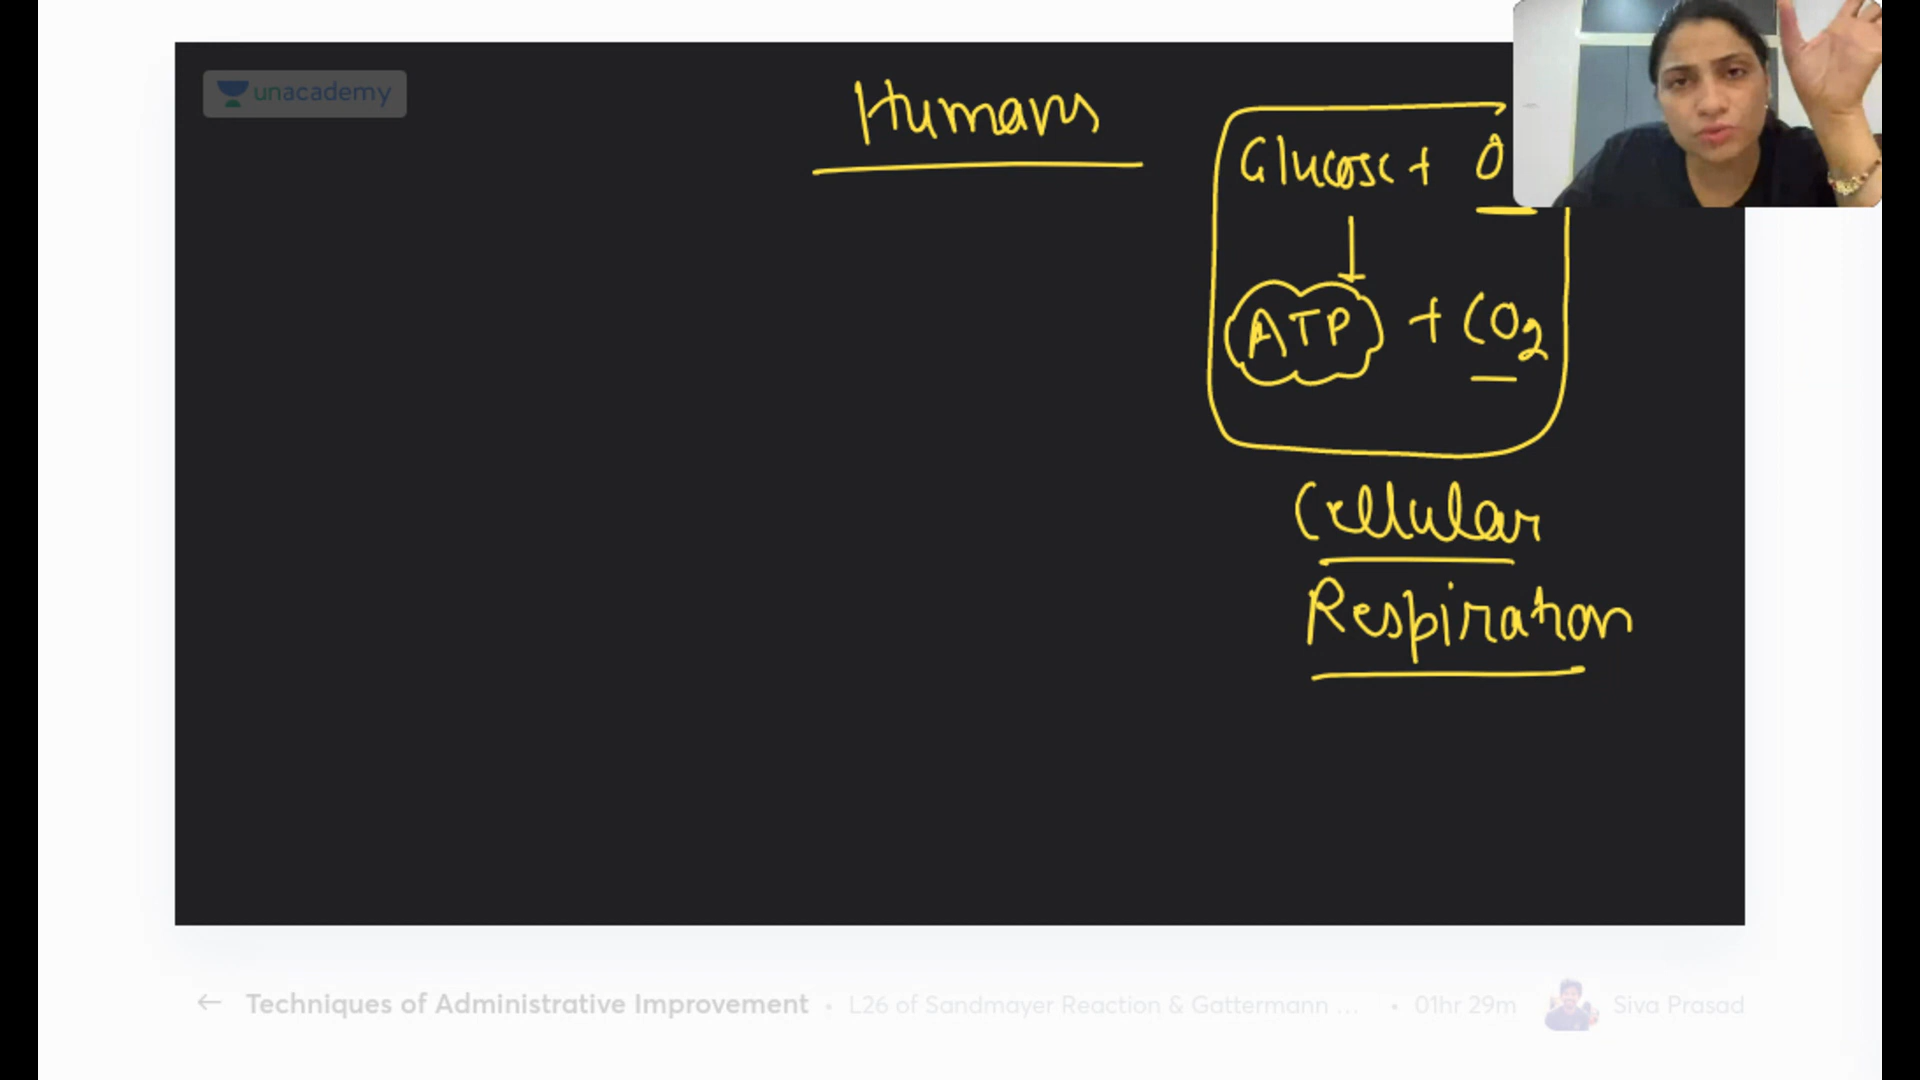 unacademy
Humans
Glucose + O
ATP + CO2
Cellular
Respiration
← Techniques of Administrative Improvement • L26 of Sandmayer Reaction & Gattermann ... • 01hr 29m Siva Prasad